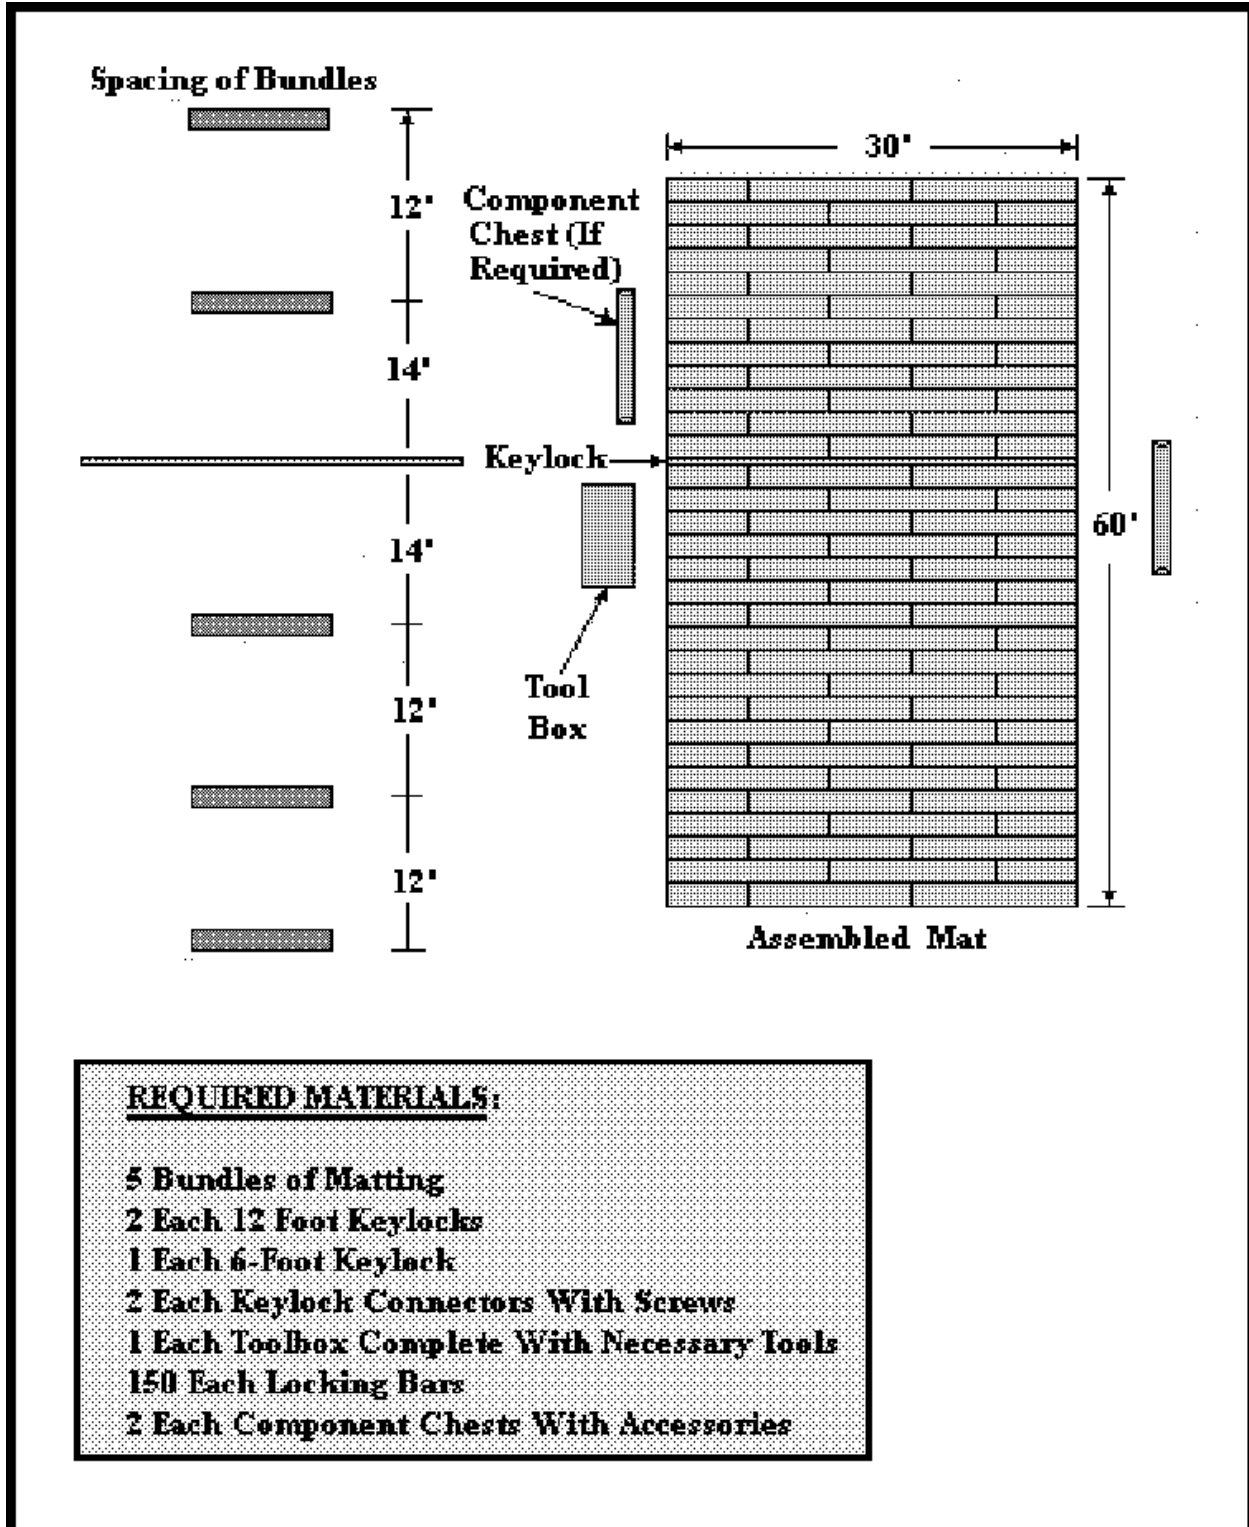 Spacing of Bundles
12'
14'
14'
12'
12'
Component
Chest (If
Required)
Keylock
Tool
Box
30'
60'
Assembled Mat
REQUIRED MATERIALS:
5 Bundles of Matting
2 Each 12 Foot Keylocks
1 Each 6-Foot Keylock
2 Each Keylock Connectors With Screws
1 Each Toolbox Complete With Necessary Tools
150 Each Locking Bars
2 Each Component Chests With Accessories